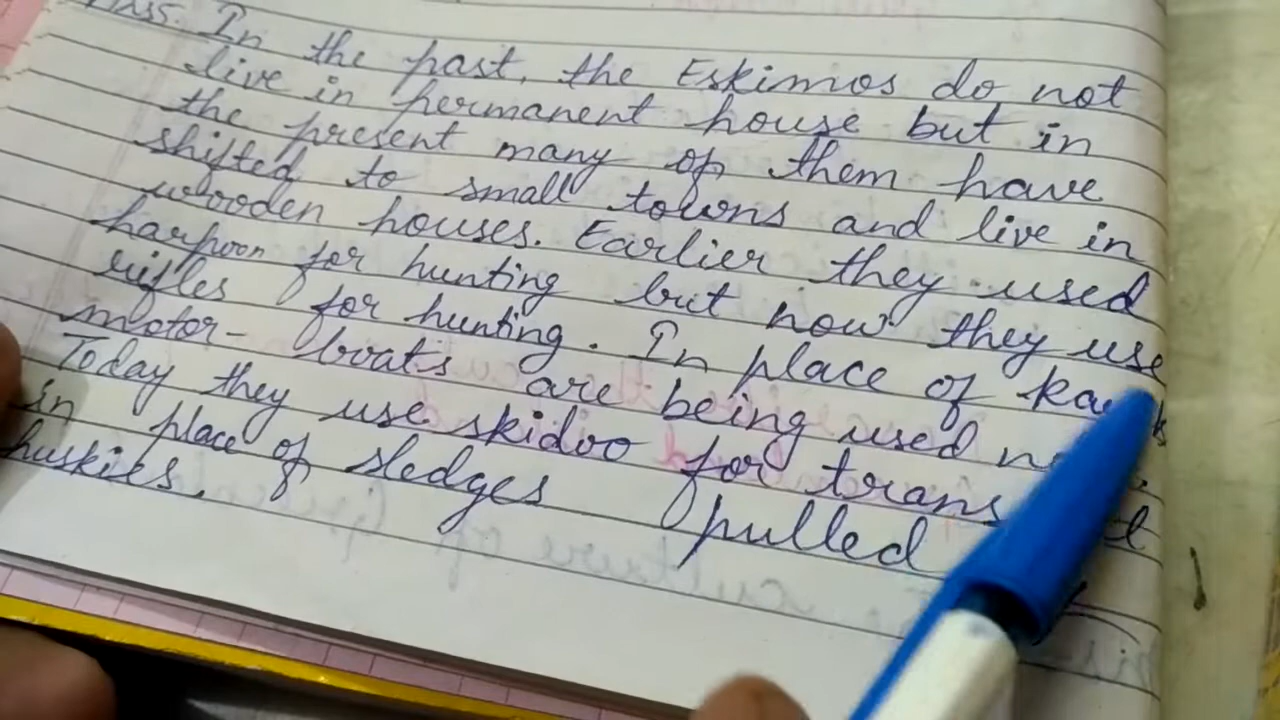 Ans. In the past, the Eskimos do not
live in permanent house but in
the present many of them have
shifted to small towns and live in
wooden houses. Earlier they used
harpoon for hunting but now they use
rifles for hunting. In place of
motor-boats are being used
Today they use skidoo for
in place of sledges pulled
huskies.